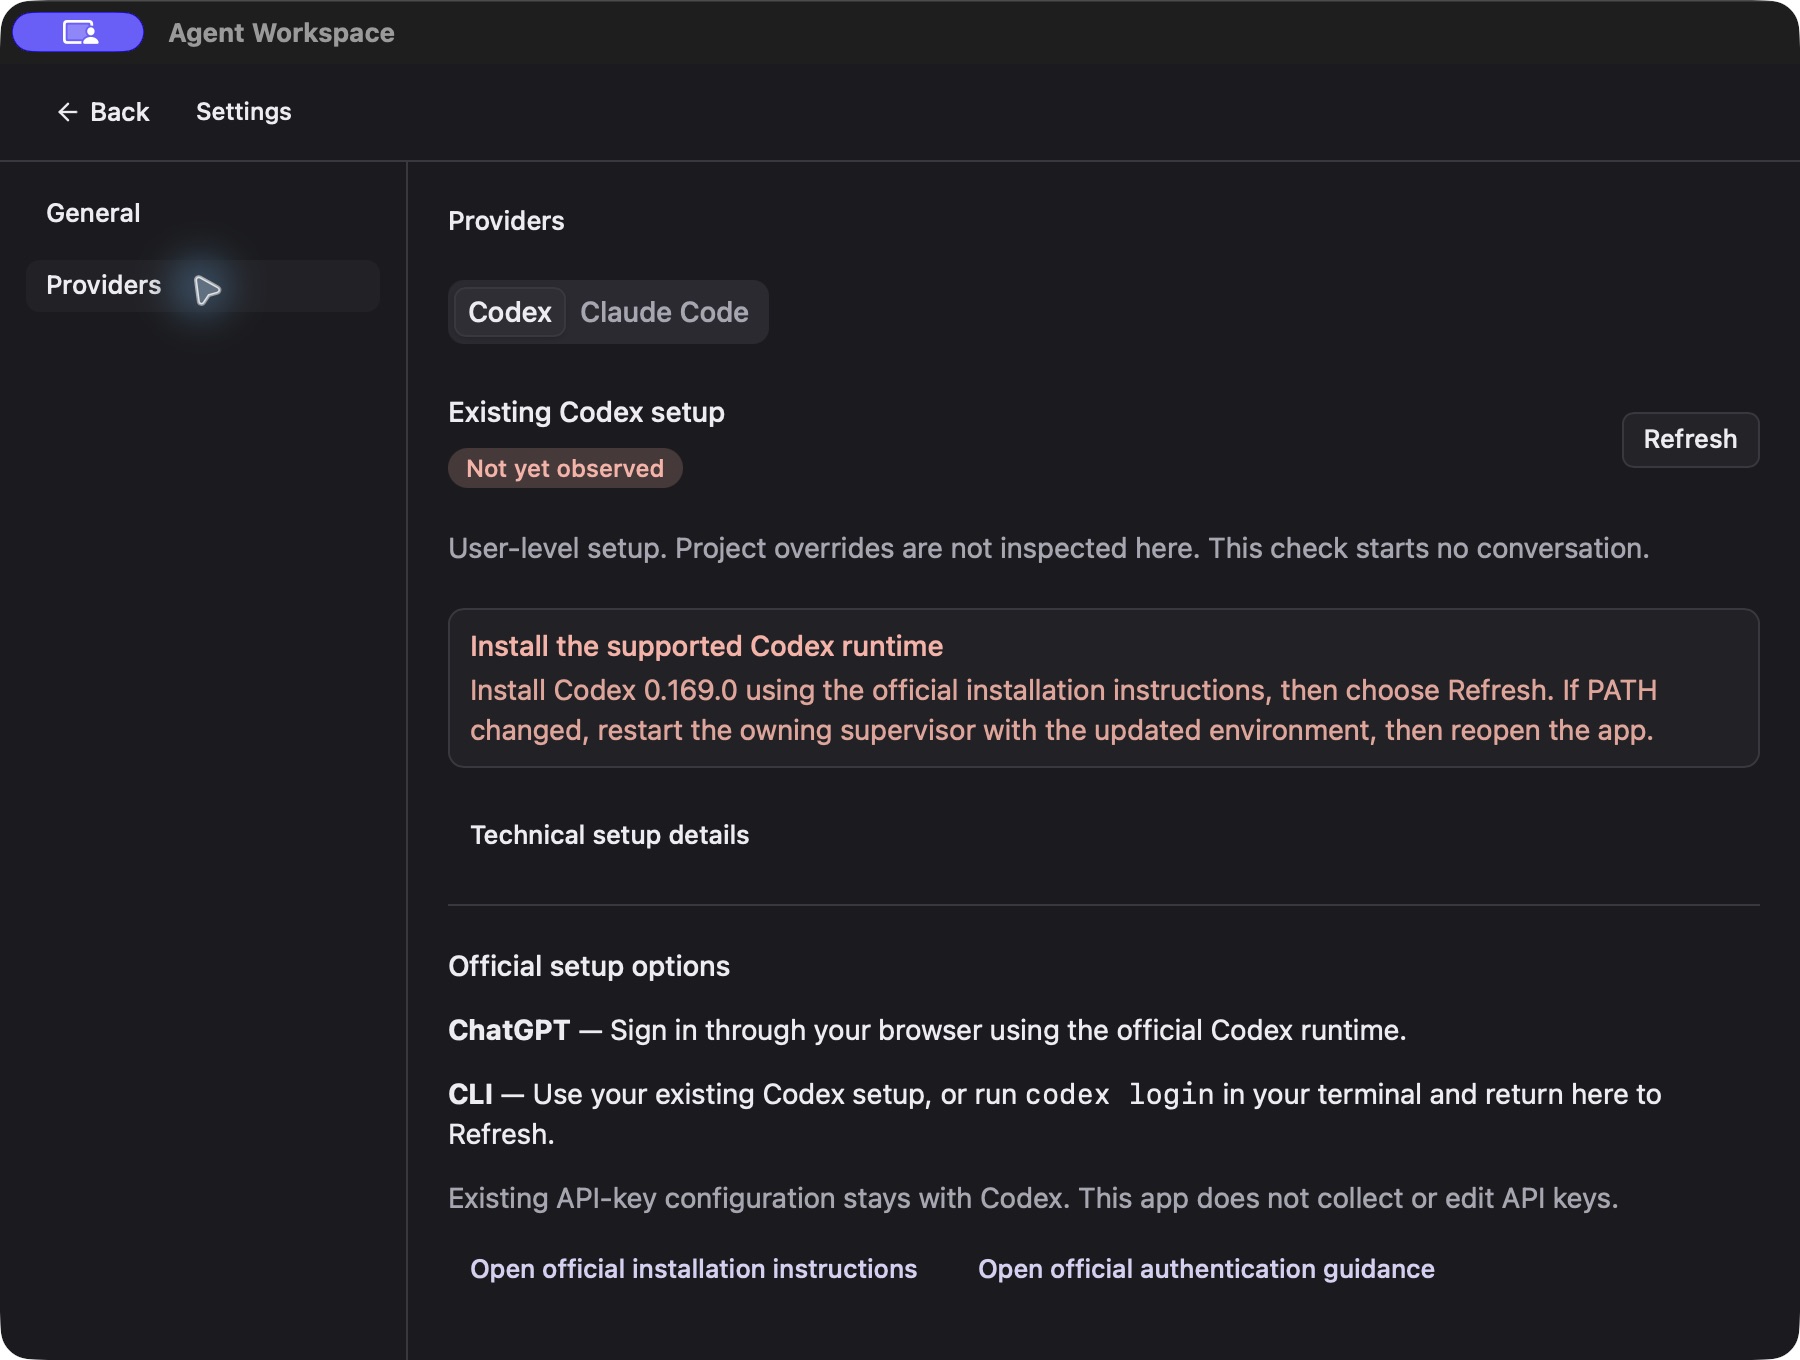 Agent Workspace
← Back Settings
General
Providers
Providers
Codex Claude Code
Existing Codex setup
Not yet observed
Refresh
User-level setup. Project overrides are not inspected here. This check starts no conversation.
Install the supported Codex runtime
Install Codex 0.169.0 using the official installation instructions, then choose Refresh. If PATH
changed, restart the owning supervisor with the updated environment, then reopen the app.
Technical setup details
Official setup options
ChatGPT — Sign in through your browser using the official Codex runtime.
CLI — Use your existing Codex setup, or run codex login in your terminal and return here to
Refresh.
Existing API-key configuration stays with Codex. This app does not collect or edit API keys.
Open official installation instructions Open official authentication guidance